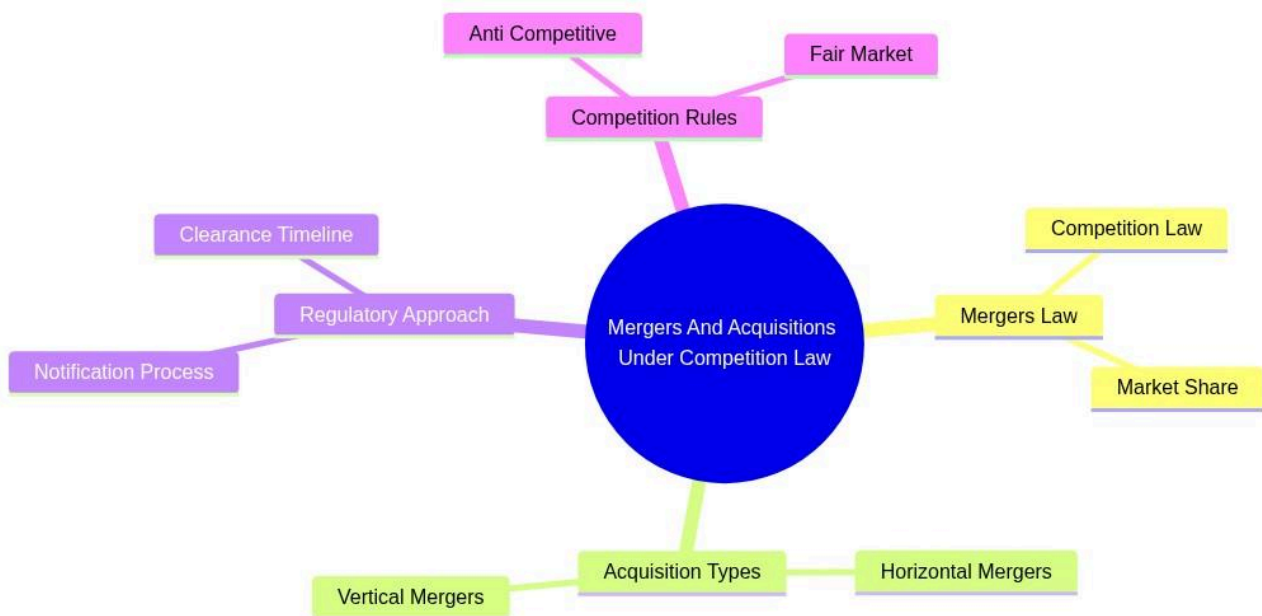 Anti Competitive
Fair Market
Competition Rules
Clearance Timeline
Regulatory Approach
Notification Process
Mergers And Acquisitions
Under Competition Law
Competition Law
Mergers Law
Market Share
Acquisition Types
Horizontal Mergers
Vertical Mergers